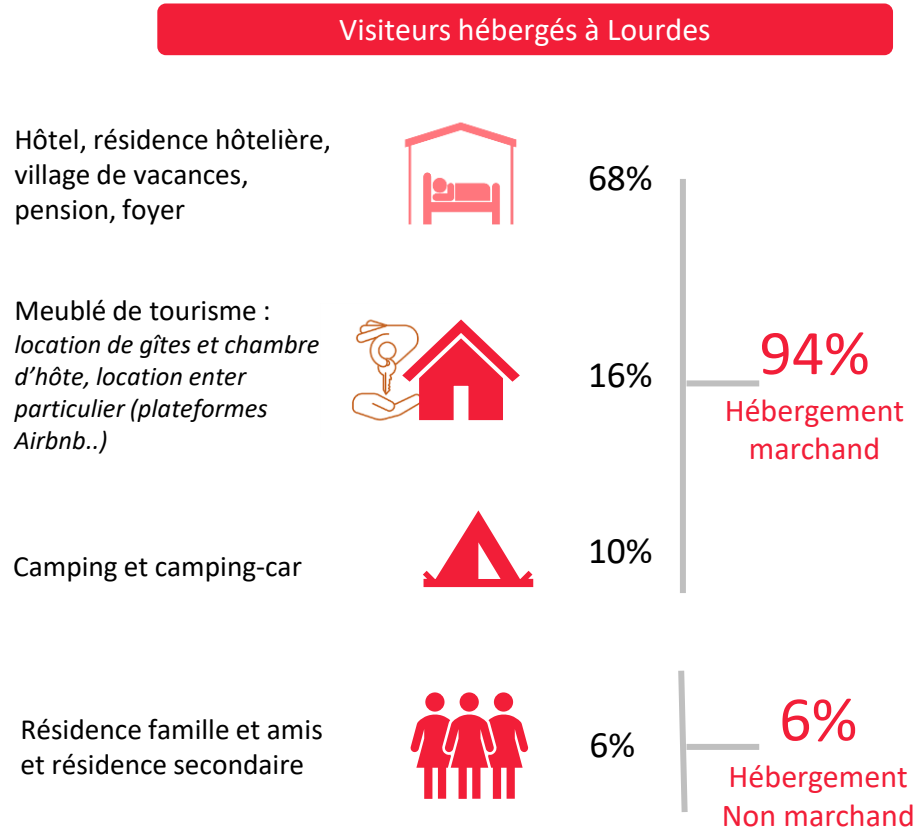 Visiteurs hébergés à Lourdes
Hôtel, résidence hôtelière,
village de vacances,
pension, foyer
68%
Meublé de tourisme :
location de gîtes et chambre
d’hôte, location enter
particulier (plateformes
Airbnb..)
16%
94%
Hébergement
marchand
Camping et camping-car
10%
Résidence famille et amis
et résidence secondaire
6%
6%
Hébergement
Non marchand